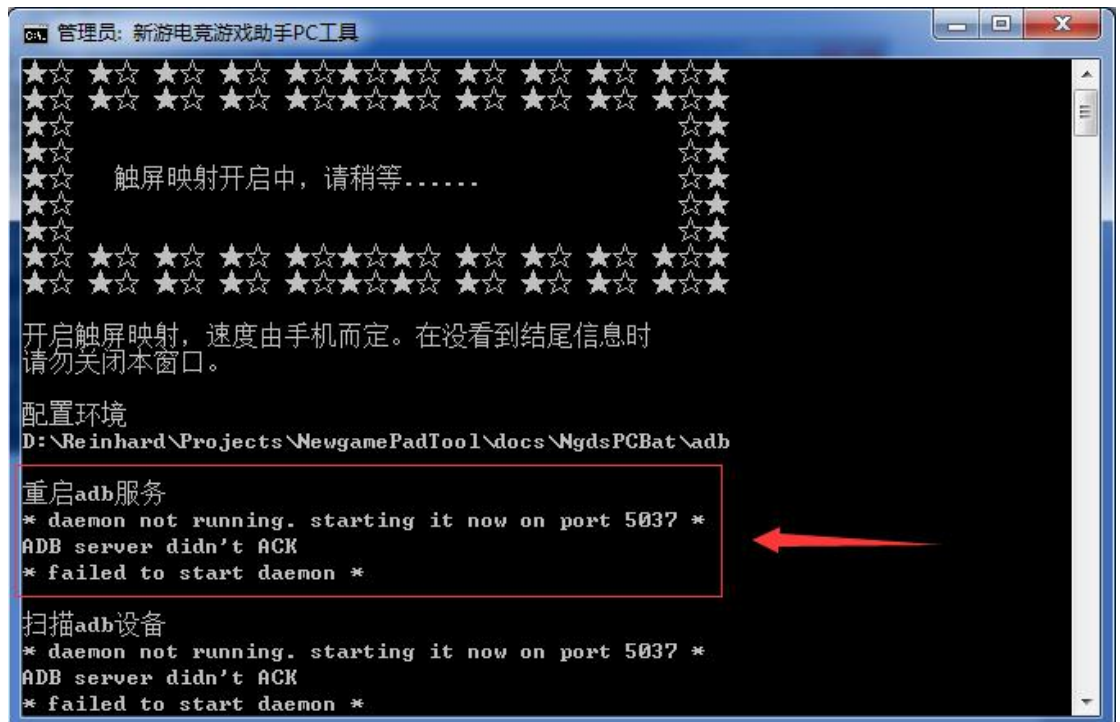 管理员: 新游电竞游戏助手PC工具
★☆ ★☆ ★☆ ★☆ ★☆★☆★☆ ★☆ ★☆ ★☆ ★☆★
★☆ ★☆ ★☆ ★☆ ★☆★☆★☆ ★☆ ★☆ ★☆ ★☆★
★☆ ☆★
★☆ ☆★
★☆ 触屏映射开启中，请稍等...... ☆★
★☆ ☆★
★☆ ☆★
★☆ ★☆ ★☆ ★☆ ★☆★☆★☆ ★☆ ★☆ ★☆ ★☆★
★☆ ★☆ ★☆ ★☆ ★☆★☆★☆ ★☆ ★☆ ★☆ ★☆★
开启触屏映射，速度由手机而定。在没看到结尾信息时
请勿关闭本窗口。
配置环境
D:\Reinhard\Projects\NewgamePadTool\docs\NgdsPCBat\adb
重启adb服务
* daemon not running. starting it now on port 5037 *
ADB server didn't ACK
* failed to start daemon *
扫描adb设备
* daemon not running. starting it now on port 5037 *
ADB server didn't ACK
* failed to start daemon *